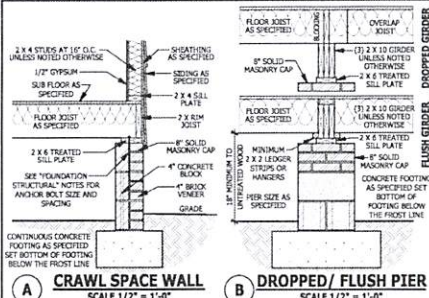 2 X 4 STUDS AT 16" O.C.
UNLESS NOTED OTHERWISE
1/2" GYPSUM
SUB FLOOR AS
SPECIFIED
FLOOR JOIST
AS SPECIFIED
2 X 6 TREATED
SILL PLATE
SEE "FOUNDATION
STRUCTURAL" NOTES FOR
ANCHOR BOLT SIZE AND
SPACING
CONTINUOUS CONCRETE
FOOTING AS SPECIFIED
SET BOTTOM OF FOOTING
BELOW THE FROST LINE
SHEATHING
AS SPECIFIED
SIDING AS
SPECIFIED
2 X 4 SILL
PLATE
2 X RIM
JOIST
8" SOLID
MASONRY CAP
4" CONCRETE
BLOCK
4" BRICK
VENEER
GRADE
A
CRAWL SPACE WALL
SCALE 1/2" = 1'-0"
FLOOR JOIST
AS SPECIFIED
BLOCKING
OVERLAP
JOIST
8" SOLID
MASONRY CAP
(3) 2 X 10 GIRDER
UNLESS NOTED
OTHERWISE
2 X 6 TREATED
SILL PLATE
DROPPED GIRDER
FLOOR JOIST
AS SPECIFIED
(3) 2 X 10 GIRDER
UNLESS NOTED
OTHERWISE
2 X 6 TREATED
SILL PLATE
FLUSH GIRDER
18" MINIMUM TO
UNTREATED WOOD
MINIMUM
2 X 2 LEDGER
STRIPS OR
HANGERS
PIER SIZE AS
SPECIFIED
8" SOLID
MASONRY CAP
CONCRETE FOOTING
AS SPECIFIED SET
BOTTOM OF
FOOTING BELOW
THE FROST LINE
B
DROPPED/ FLUSH PIER
SCALE 1/2" = 1'-0"